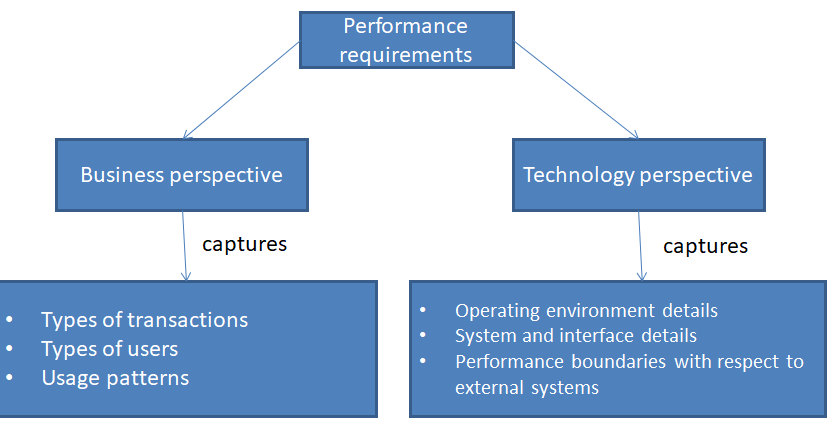 Performance
requirements
Business perspective
Technology perspective
captures
captures
• Types of transactions
• Types of users
• Usage patterns
• Operating environment details
• System and interface details
• Performance boundaries with respect to
external systems